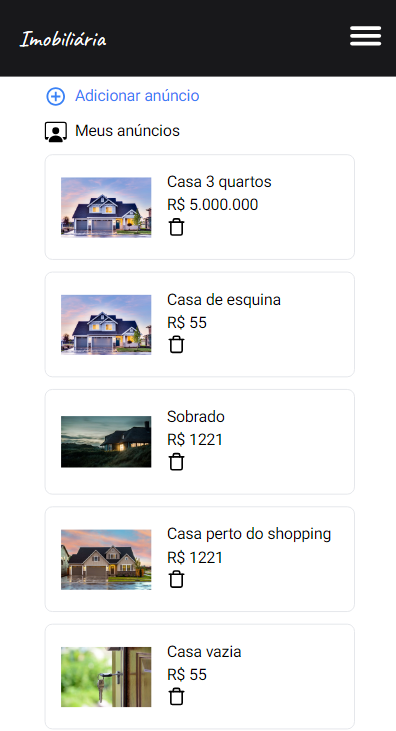 Imobiliária
Adicionar anúncio
Meus anúncios
Casa 3 quartos
R$ 5.000.000
Casa de esquina
R$ 55
Sobrado
R$ 1221
Casa perto do shopping
R$ 1221
Casa vazia
R$ 55